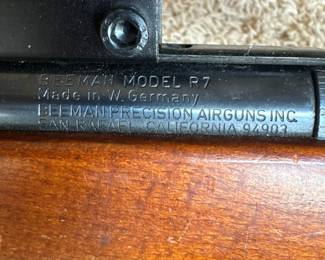 BEEMAN MODEL R7
Made in W. Germany
BEEMAN PRECISION AIRGUNS INC.
SAN RAFAEL, CALIFORNIA 94903